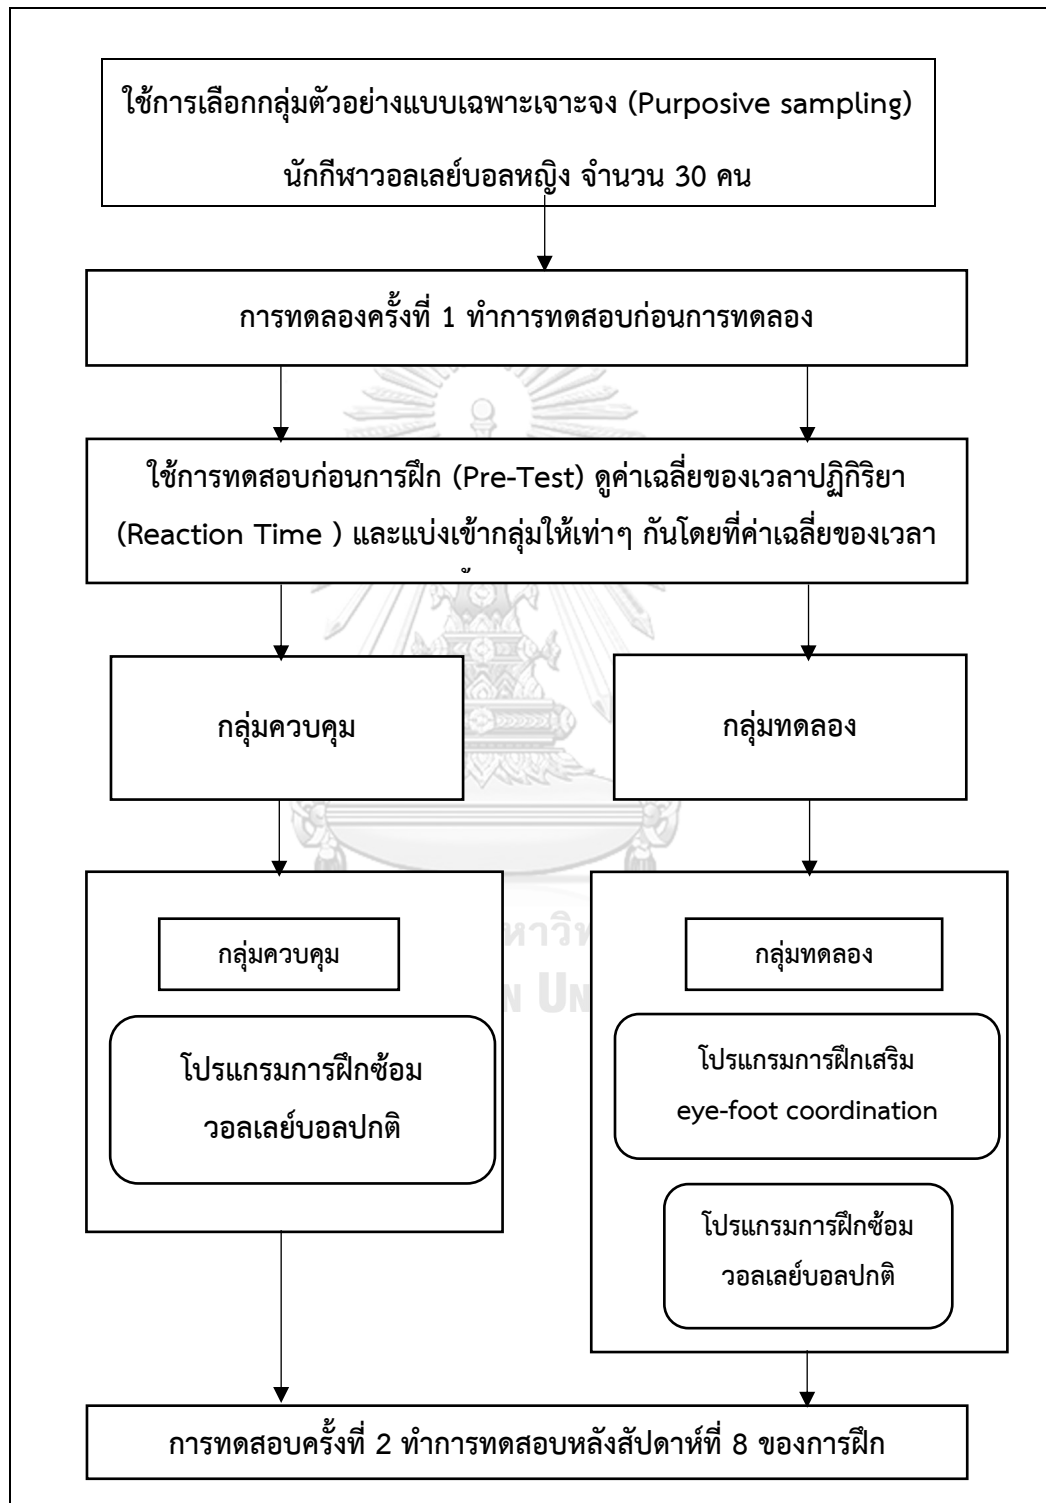 ใช้การเลือกกลุ่มตัวอย่างแบบเฉพาะเจาะจง (Purposive sampling)
นักกีฬาวอลเลย์บอลหญิง จำนวน 30 คน
การทดลองครั้งที่ 1 ทำการทดสอบก่อนการทดลอง
ใช้การทดสอบก่อนการฝึก (Pre-Test) ดูค่าเฉลี่ยของเวลาปฏิกิริยา
(Reaction Time ) และแบ่งเข้ากลุ่มให้เท่าๆ กันโดยที่ค่าเฉลี่ยของเวลา
กลุ่มควบคุม
กลุ่มทดลอง
กลุ่มควบคุม
โปรแกรมการฝึกซ้อม
วอลเลย์บอลปกติ
กลุ่มทดลอง
โปรแกรมการฝึกเสริม
eye-foot coordination
โปรแกรมการฝึกซ้อม
วอลเลย์บอลปกติ
การทดสอบครั้งที่ 2 ทำการทดสอบหลังสัปดาห์ที่ 8 ของการฝึก